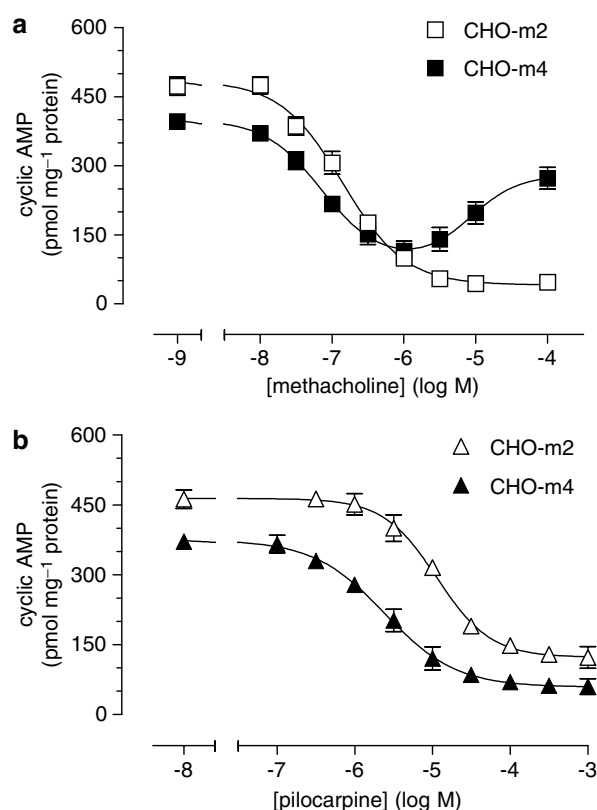 a
CHO-m2
CHO-m4
cyclic AMP
(pmol mg⁻¹ protein)
600
450
300
150
0
-9 -8 -7 -6 -5 -4
[methacholine] (log M)
b
CHO-m2
CHO-m4
cyclic AMP
(pmol mg⁻¹ protein)
600
450
300
150
0
-8 -7 -6 -5 -4 -3
[pilocarpine] (log M)